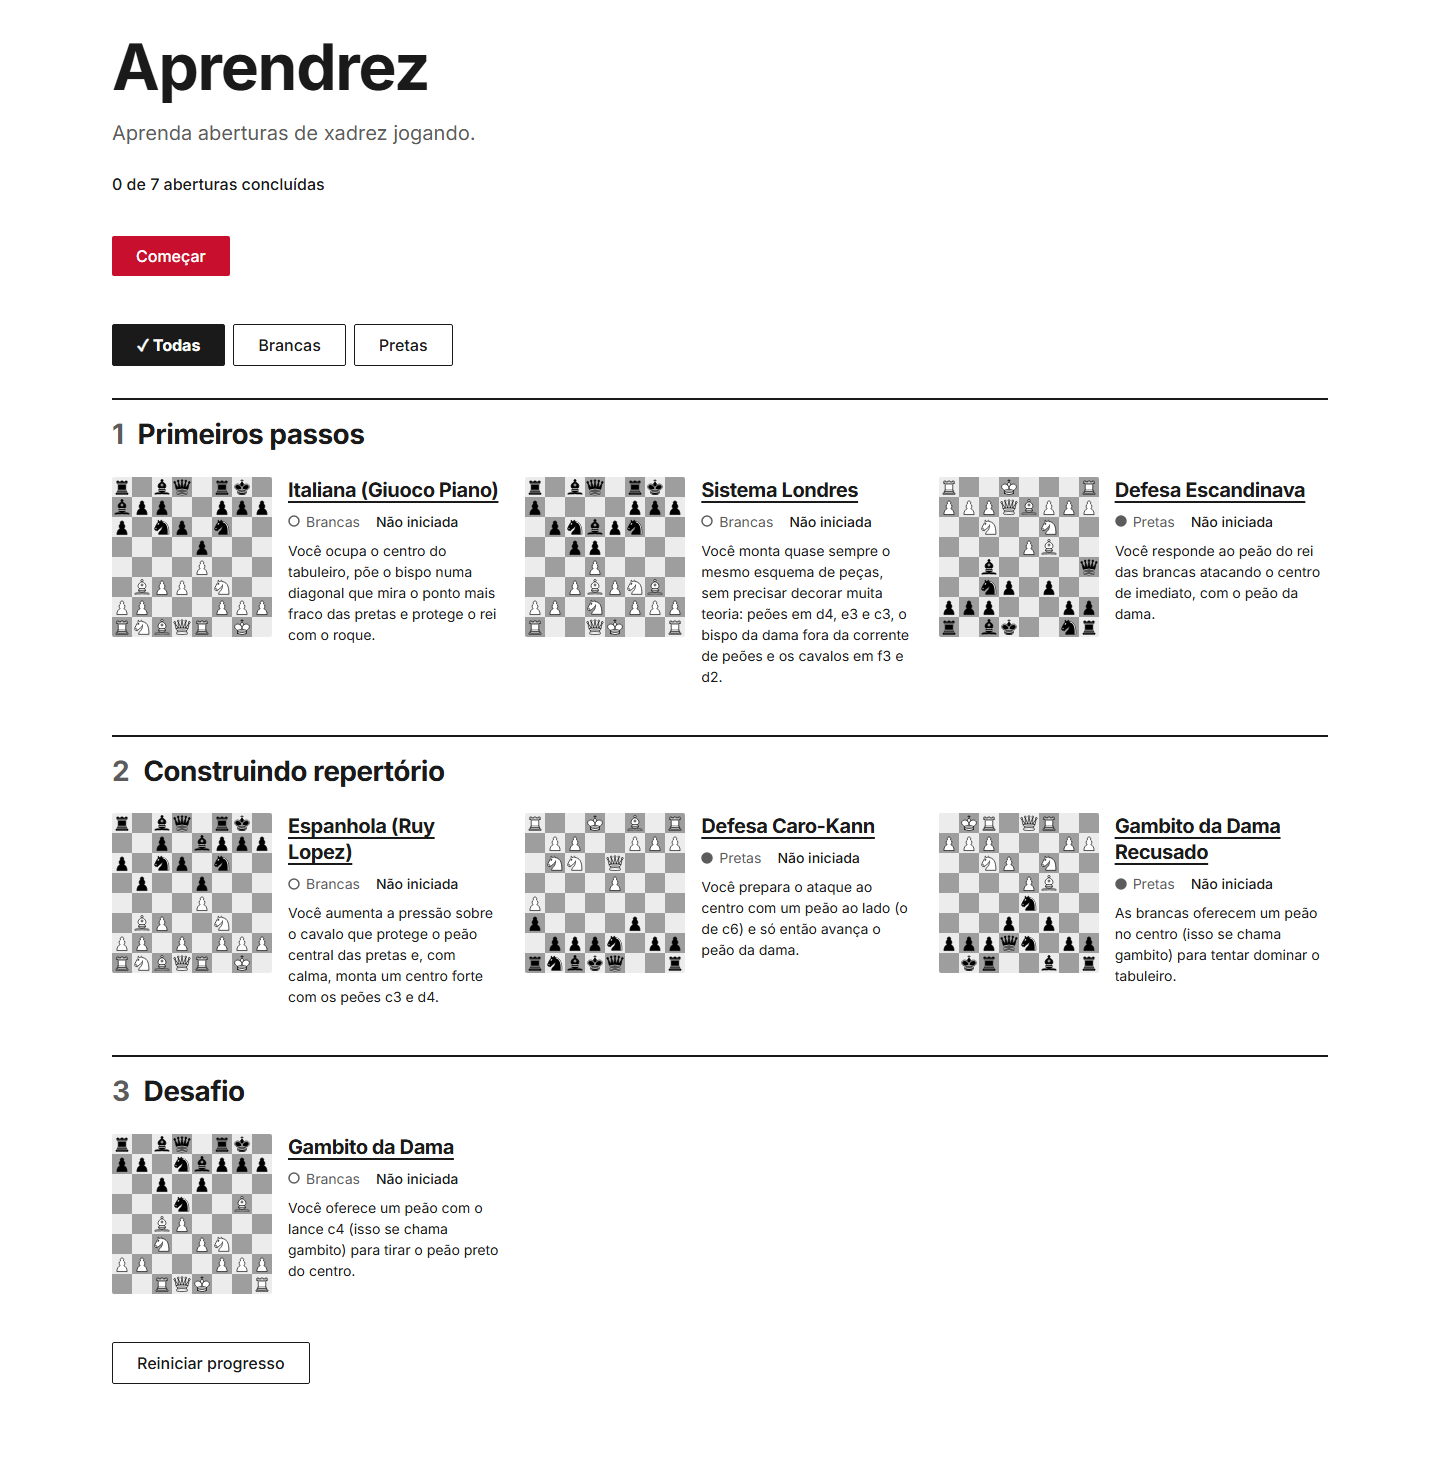 Aprendrez
Aprenda aberturas de xadrez jogando.
0 de 7 aberturas concluídas
Começar
✓ Todas
Brancas
Pretas
1 Primeiros passos
Italiana (Giuoco Piano)
Brancas Não iniciada
Você ocupa o centro do
tabuleiro, põe o bispo numa
diagonal que mira o ponto mais
fraco das pretas e protege o rei
com o roque.
Sistema Londres
Brancas Não iniciada
Você monta quase sempre o
mesmo esquema de peças,
sem precisar decorar muita
teoria: peões em d4, e3 e c3, o
bispo da dama fora da corrente
de peões e os cavalos em f3 e
d2.
Defesa Escandinava
Pretas Não iniciada
Você responde ao peão do rei
das brancas atacando o centro
de imediato, com o peão da
dama.
2 Construindo repertório
Espanhola (Ruy
Lopez)
Brancas Não iniciada
Você aumenta a pressão sobre
o cavalo que protege o peão
central das pretas e, com
calma, monta um centro forte
com os peões c3 e d4.
Defesa Caro-Kann
Pretas Não iniciada
Você prepara o ataque ao
centro com um peão ao lado (o
de c6) e só então avança o
peão da dama.
Gambito da Dama
Recusado
Pretas Não iniciada
As brancas oferecem um peão
no centro (isso se chama
gambito) para tentar dominar o
tabuleiro.
3 Desafio
Gambito da Dama
Brancas Não iniciada
Você oferece um peão com o
lance c4 (isso se chama
gambito) para tirar o peão preto
do centro.
Reiniciar progresso